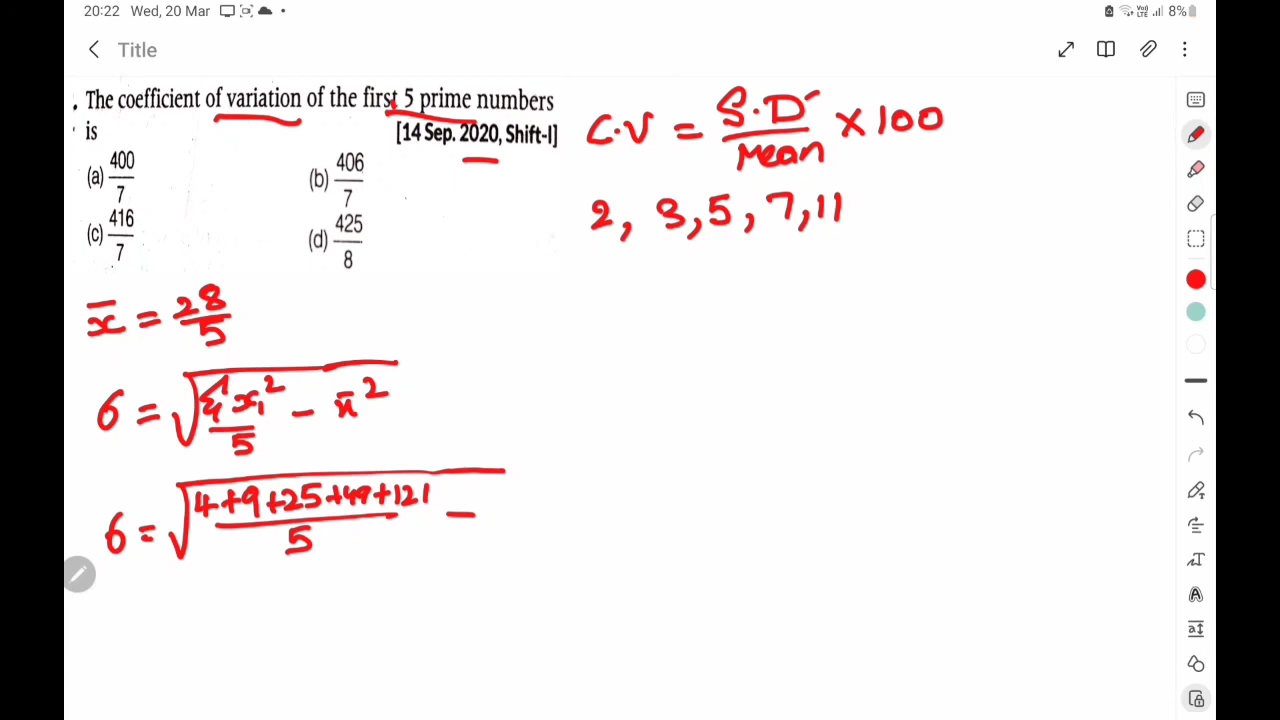 20:22 Wed, 20 Mar
8%
Title
. The coefficient of variation of the first 5 prime numbers
is [14 Sep. 2020, Shift-I]
(a) 400/7 (b) 406/7
(c) 416/7 (d) 425/8
C.V = S.D/Mean × 100
2, 3, 5, 7, 11
x̄ = 28/5
σ = √(Σxᵢ²/5 - x̄²)
σ = √(4+9+25+49+121/5 -